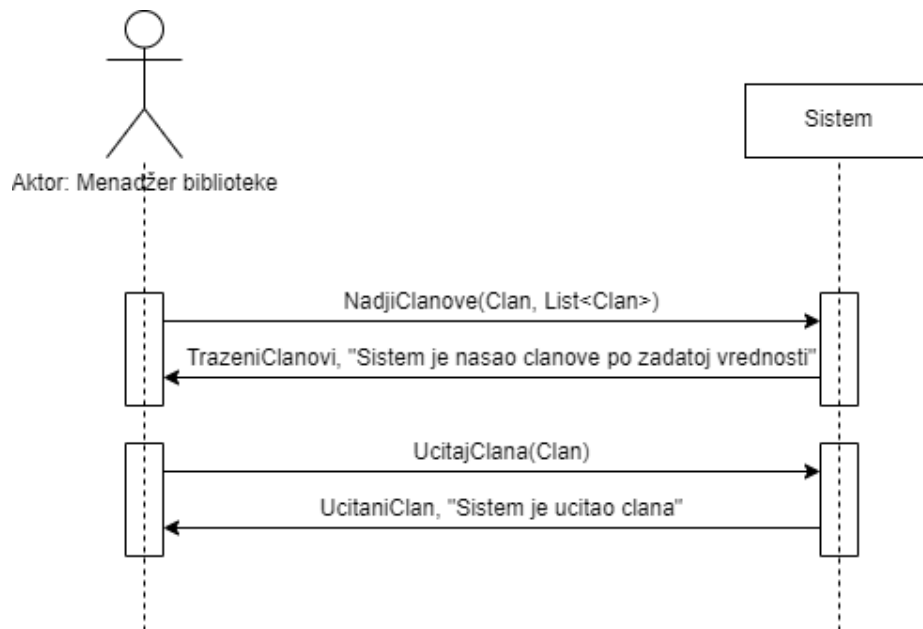 Sistem
Aktor: Menadžer biblioteke
NadjiClanove(Clan, List<Clan>)
TrazeniClanovi, "Sistem je nasao clanove po zadatoj vrednosti"
UcitajClana(Clan)
UcitaniClan, "Sistem je ucitao clana"